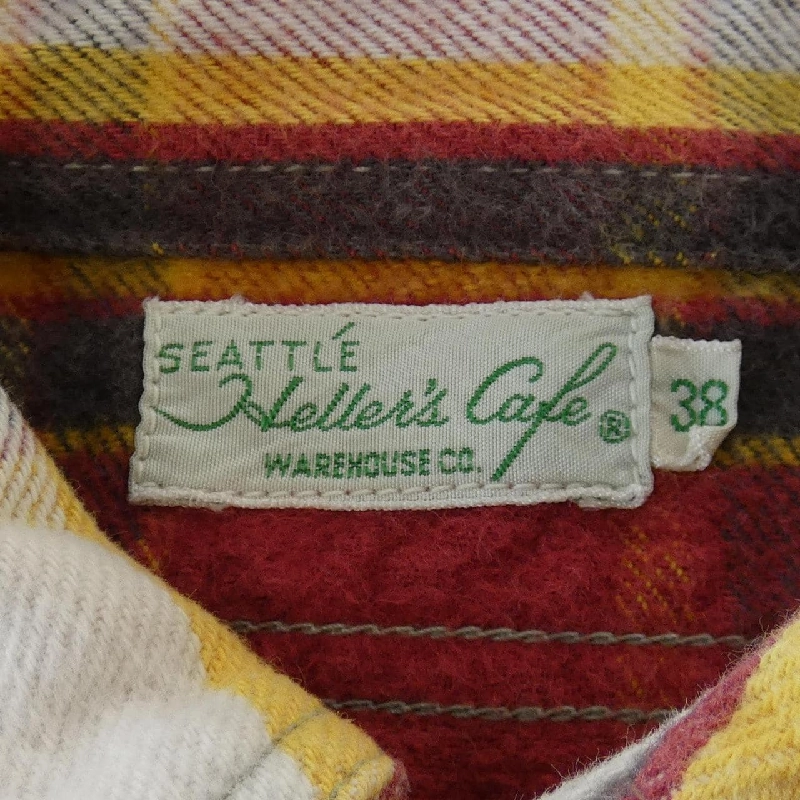 SEATTLÉ
Heller's Cafe ®
WAREHOUSE CO.
38